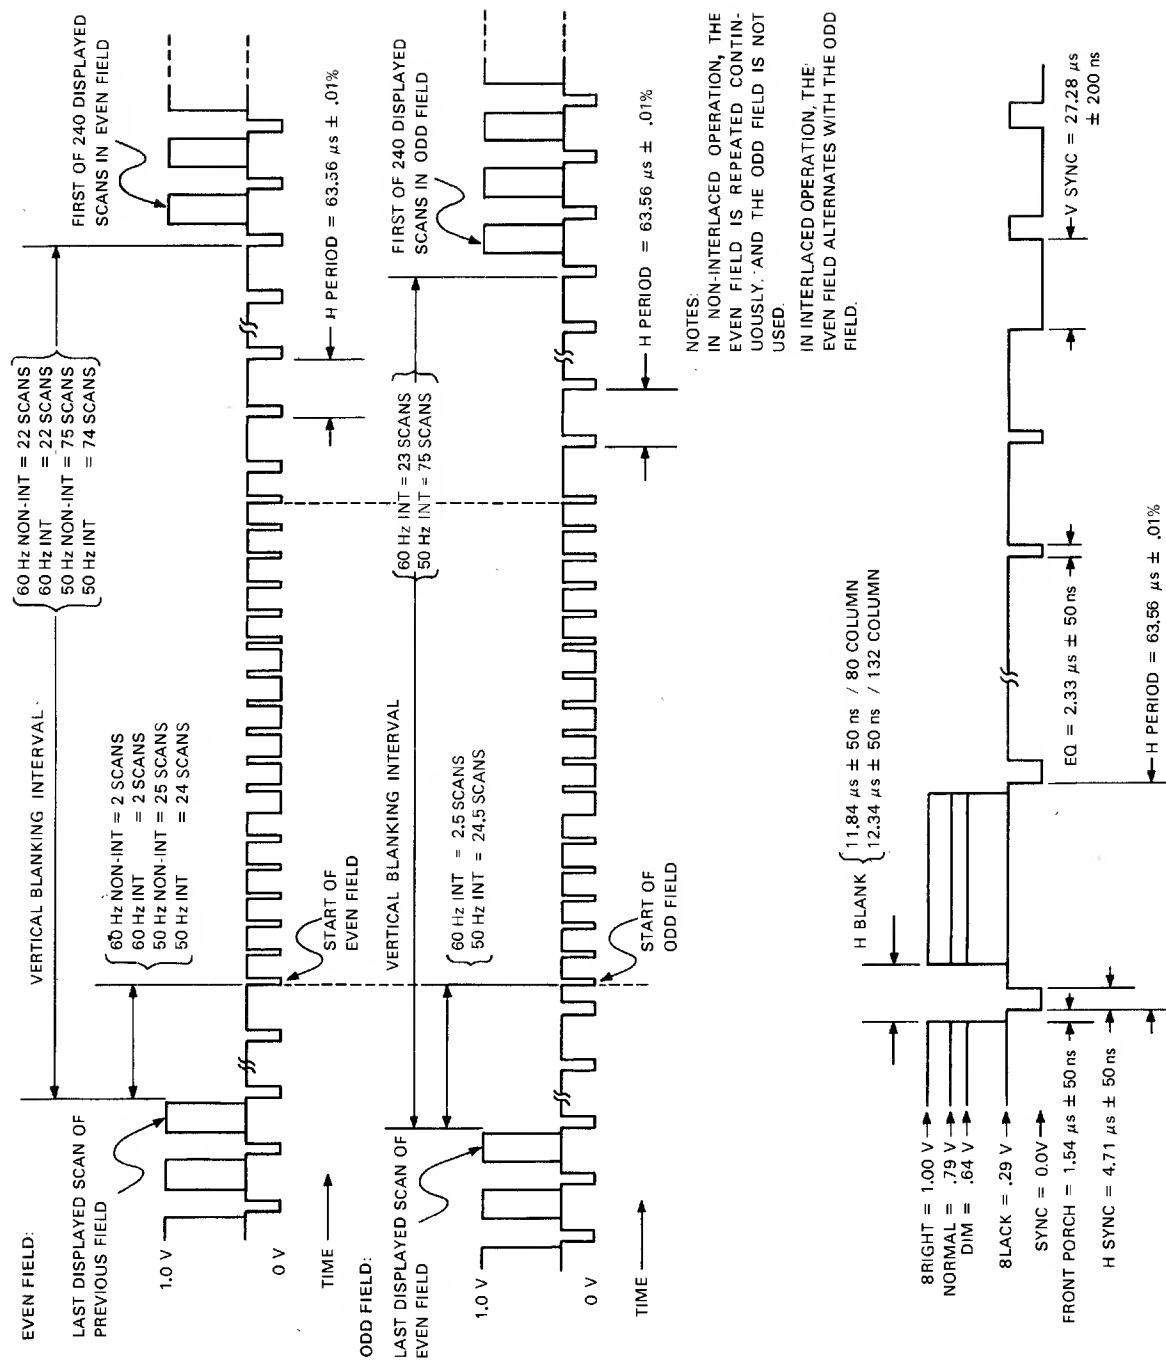 EVEN FIELD:
LAST DISPLAYED SCAN OF
PREVIOUS FIELD
1.0 V
0 V
TIME
VERTICAL BLANKING INTERVAL
60 Hz NON-INT = 22 SCANS
60 Hz INT = 22 SCANS
50 Hz NON-INT = 75 SCANS
50 Hz INT = 74 SCANS
60 Hz NON-INT = 2 SCANS
60 Hz INT = 2 SCANS
50 Hz NON-INT = 25 SCANS
50 Hz INT = 24 SCANS
START OF
EVEN FIELD
FIRST OF 240 DISPLAYED
SCANS IN EVEN FIELD
H PERIOD = 63.56 µs ± .01%
ODD FIELD:
LAST DISPLAYED SCAN OF
EVEN FIELD
1.0 V
0 V
TIME
VERTICAL BLANKING INTERVAL
60 Hz INT = 23 SCANS
50 Hz INT = 75 SCANS
60 Hz INT = 2.5 SCANS
50 Hz INT = 24.5 SCANS
START OF
ODD FIELD
FIRST OF 240 DISPLAYED
SCANS IN ODD FIELD
H PERIOD = 63.56 µs ± .01%
NOTES:
IN NON-INTERLACED OPERATION, THE
EVEN FIELD IS REPEATED CONTIN-
UOUSLY, AND THE ODD FIELD IS NOT
USED.
IN INTERLACED OPERATION, THE
EVEN FIELD ALTERNATES WITH THE ODD
FIELD.
H BLANK
11.84 µs ± 50 ns / 80 COLUMN
12.34 µs ± 50 ns / 132 COLUMN
BRIGHT = 1.00 V
NORMAL = .79 V
DIM = .64 V
BLACK = .29 V
SYNC = 0.0V
FRONT PORCH = 1.54 µs ± 50 ns
H SYNC = 4.71 µs ± 50 ns
EQ = 2.33 µs ± 50 ns
H PERIOD = 63.56 µs ± .01%
V SYNC = 27.28 µs
± 200 ns